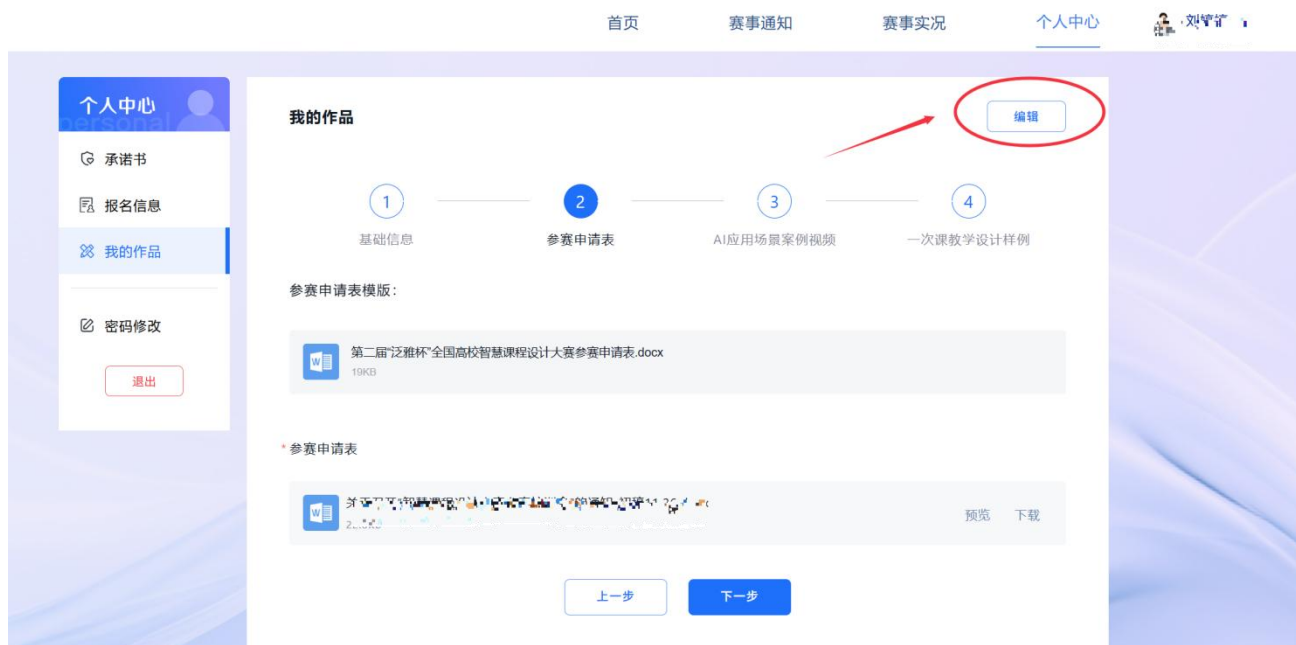 首页 赛事通知 赛事实况 个人中心
个人中心
personal
承诺书
报名信息
我的作品
密码修改
退出
我的作品
编辑
1 2 3 4
基础信息 参赛申请表 AI应用场景案例视频 一次课教学设计样例
参赛申请表模版：
第二届“泛雅杯”全国高校智慧课程设计大赛参赛申请表.docx
19KB
* 参赛申请表
预览 下载
上一步 下一步